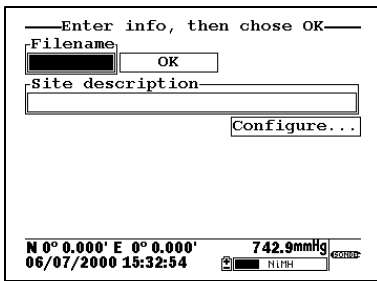 Enter info, then chose OK
Filename
OK
Site description
Configure...
N 0° 0.000' E 0° 0.000' 742.9mmHg SONDE
06/07/2000 15:32:54 NiMH